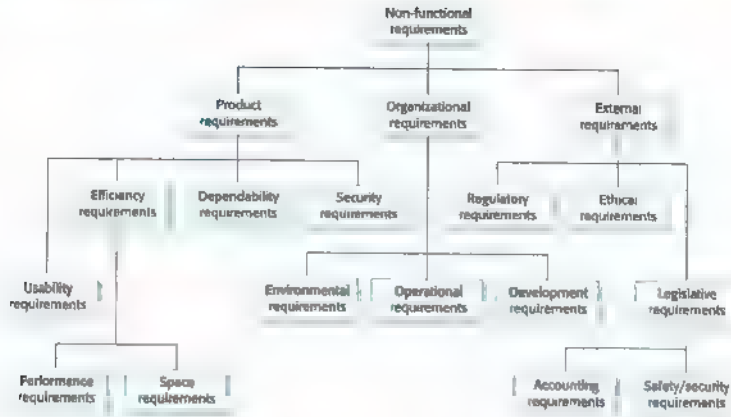 Non-functional
requirements
Product
requirements
Organizational
requirements
External
requirements
Efficiency
requirements
Dependability
requirements
Security
requirements
Regulatory
requirements
Ethical
requirements
Usability
requirements
Environmental
requirements
Operational
requirements
Development
requirements
Legislative
requirements
Performance
requirements
Space
requirements
Accounting
requirements
Safety/security
requirements